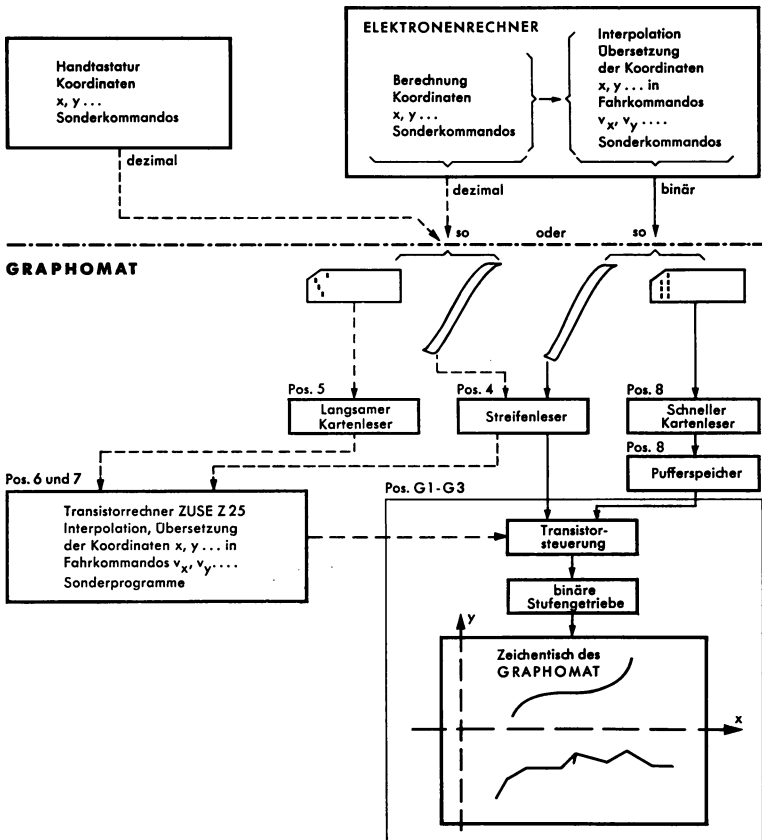 ELEKTRONENRECHNER
Handtastatur
Koordinaten
x, y ...
Sonderkommandos
dezimal
Berechnung
Koordinaten
x, y ...
Sonderkommandos
Interpolation
Übersetzung
der Koordinaten
x, y ... in
Fahrkommandos
vx, vy ....
Sonderkommandos
dezimal
binär
so oder so
GRAPHOMAT
Pos. 5
Langsamer
Kartenleser
Pos. 4
Streifenleser
Pos. 8
Schneller
Kartenleser
Pos. 8
Pufferspeicher
Pos. 6 und 7
Transistorrechner ZUSE Z 25
Interpolation, Übersetzung
der Koordinaten x, y ... in
Fahrkommandos vx, vy ....
Sonderprogramme
Pos. G1-G3
Transistor-
steuerung
binäre
Stufengetriebe
y
Zeichentisch des
GRAPHOMAT
x